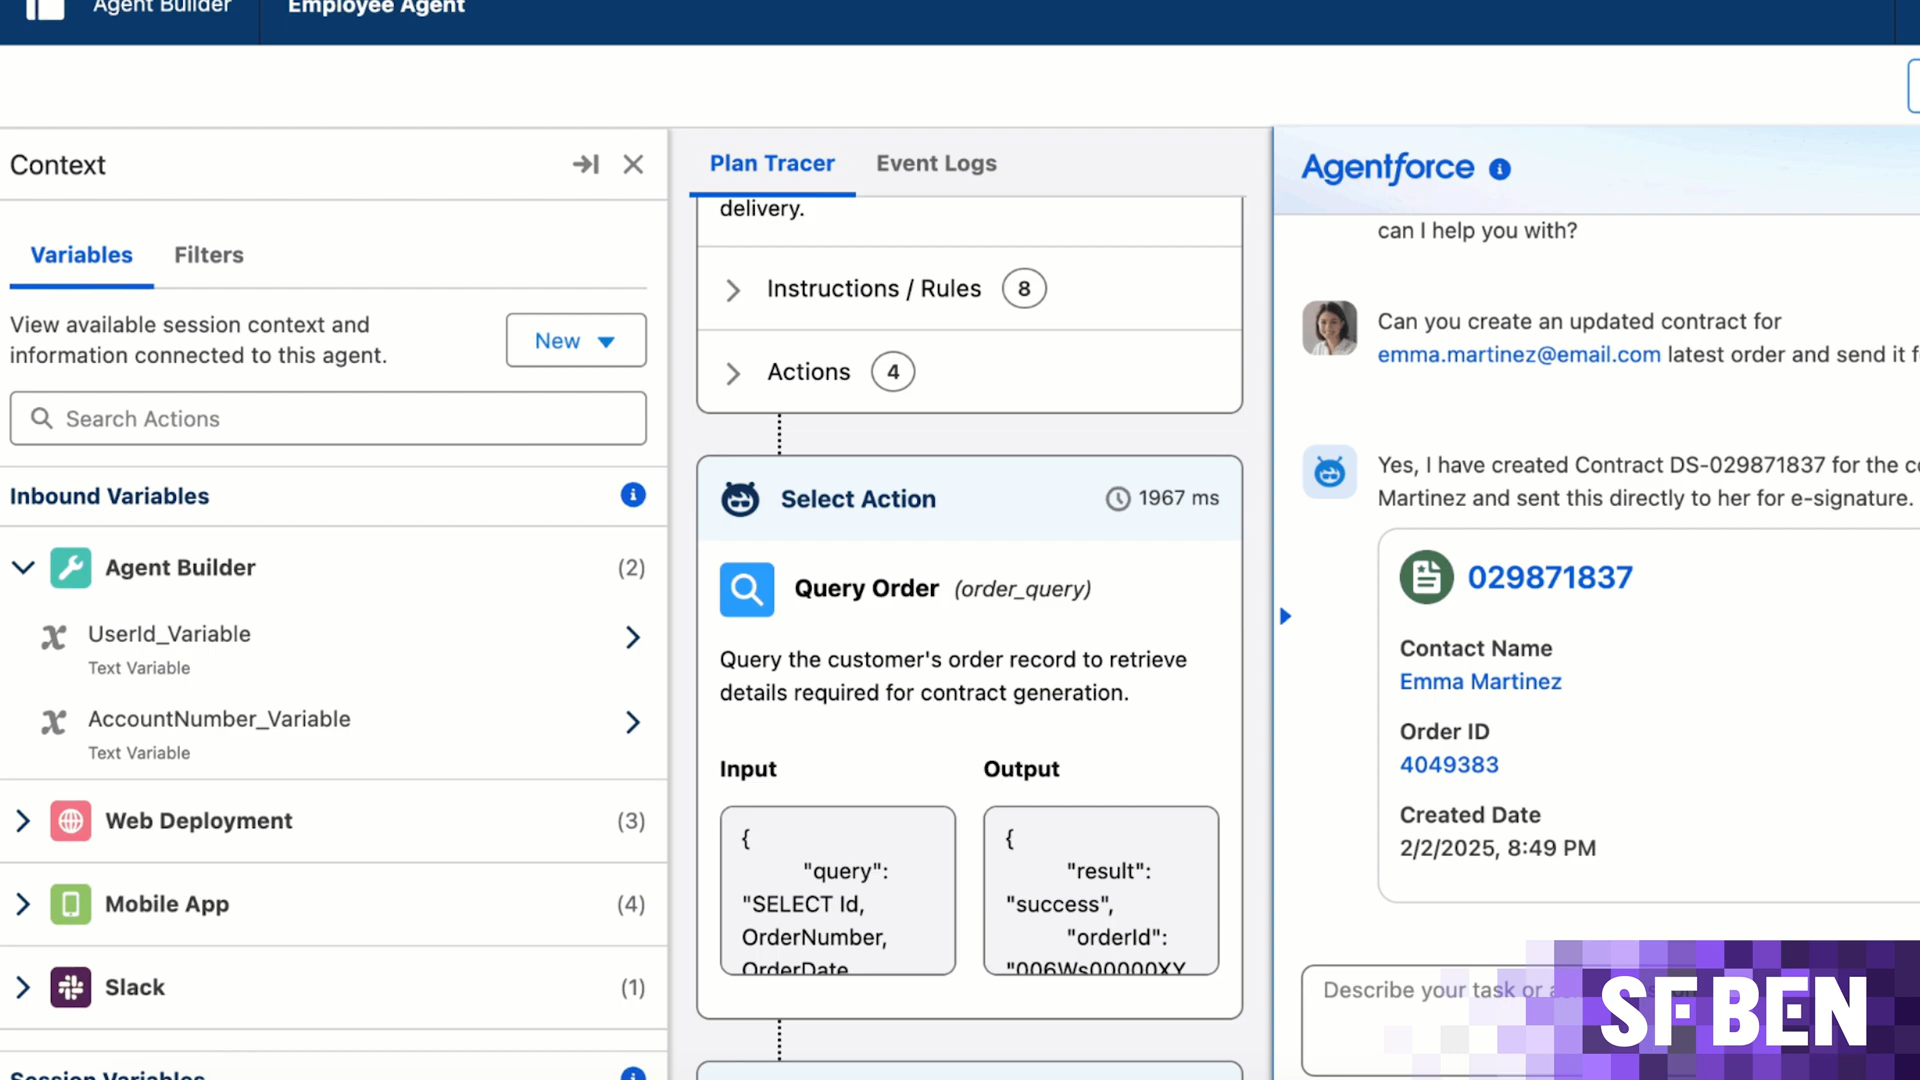 Agent Builder
Employee Agent
Context
Variables
Filters
View available session context and
information connected to this agent.
New
Search Actions
Inbound Variables
Agent Builder
(2)
UserId_Variable
Text Variable
AccountNumber_Variable
Text Variable
Web Deployment
(3)
Mobile App
(4)
Slack
(1)
Session Variables
Plan Tracer
Event Logs
delivery.
Instructions / Rules
8
Actions
4
Select Action
1967 ms
Query Order (order_query)
Query the customer's order record to retrieve
details required for contract generation.
Input
Output
{
"query":
"SELECT Id,
OrderNumber,
OrderDate
{
"result":
"success",
"orderId":
"006Ws00000XY
Agentforce
can I help you with?
Can you create an updated contract for
emma.martinez@email.com latest order and send it
Yes, I have created Contract DS-029871837 for the
Martinez and sent this directly to her for e-signature.
029871837
Contact Name
Emma Martinez
Order ID
4049383
Created Date
2/2/2025, 8:49 PM
Describe your task or
SF BEN